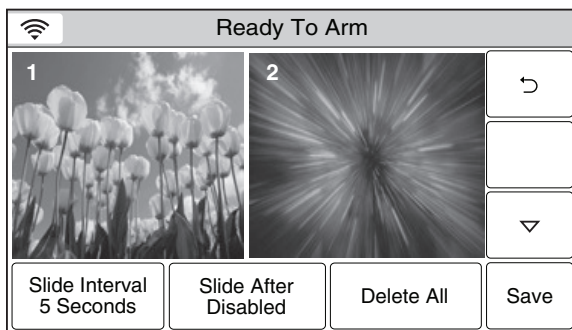 Ready To Arm
1
2
Slide Interval
5 Seconds
Slide After
Disabled
Delete All
Save